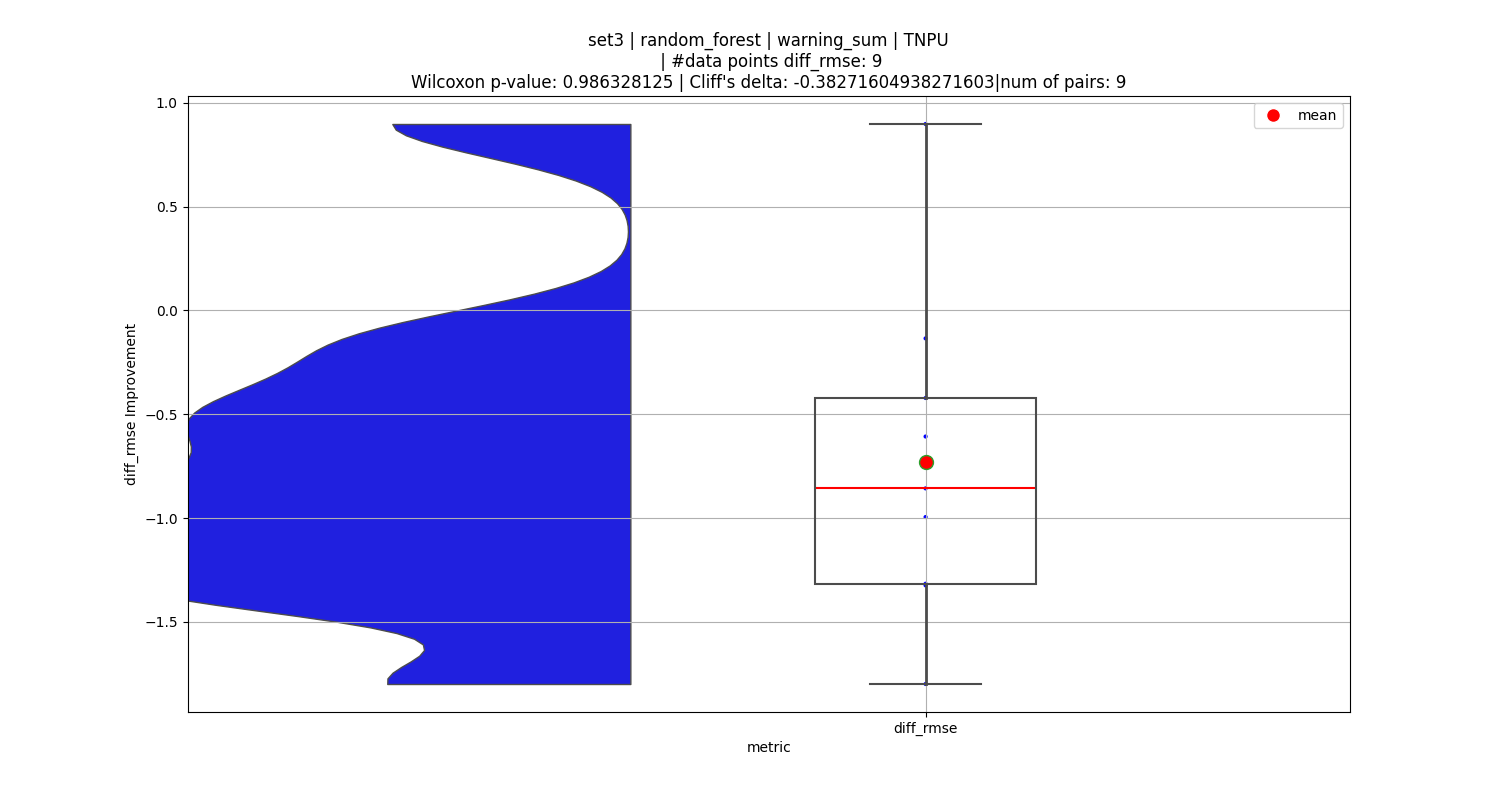 set3 | random_forest | warning_sum | TNPU
| #data points diff_rmse: 9
Wilcoxon p-value: 0.986328125 | Cliff's delta: -0.38271604938271603|num of pairs: 9
mean
1.0
0.5
0.0
−0.5
−1.0
−1.5
diff_rmse Improvement
diff_rmse
metric